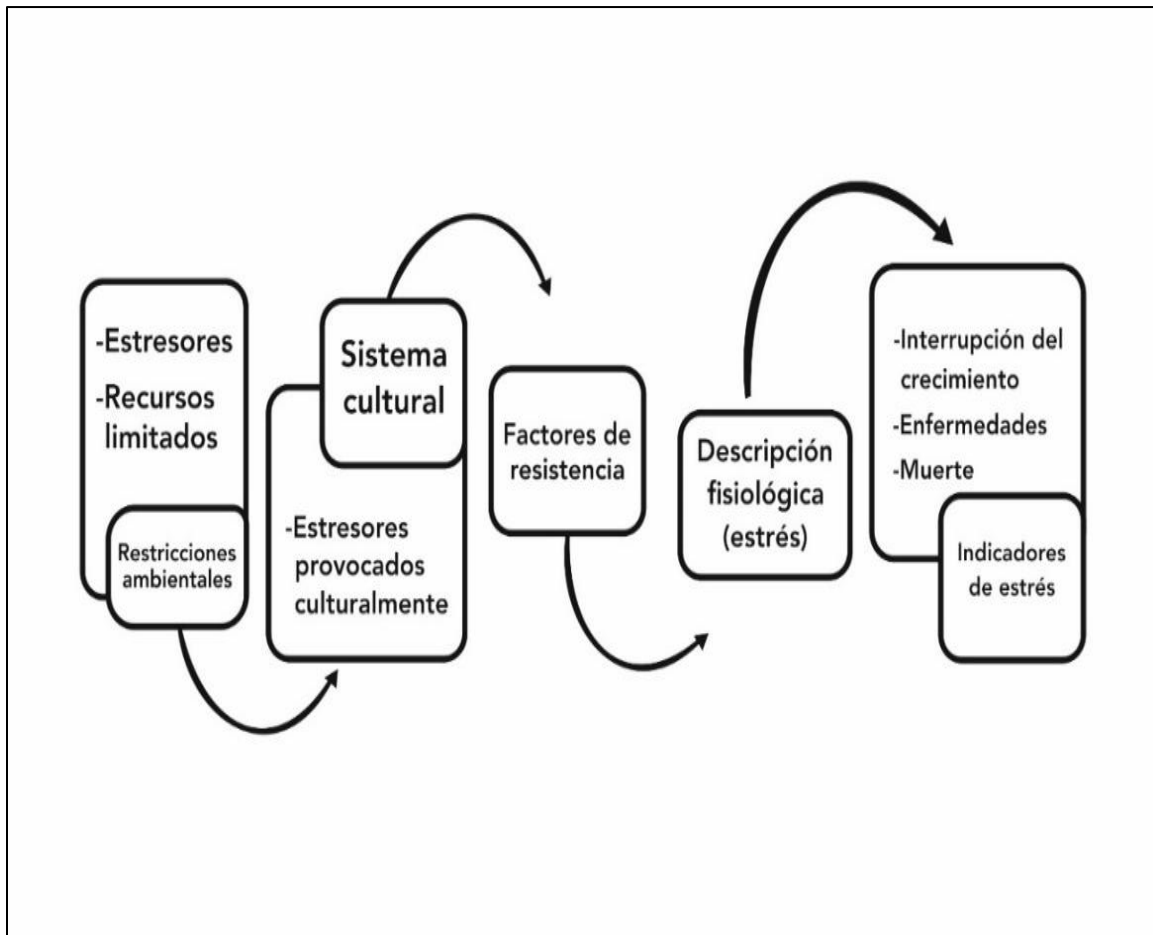 -Estresores
-Recursos
limitados
Restricciones
ambientales
Sistema
cultural
-Estresores
provocados
culturalmente
Factores de
resistencia
Descripción
fisiológica
(estrés)
-Interrupción del
crecimiento
-Enfermedades
-Muerte
Indicadores
de estrés